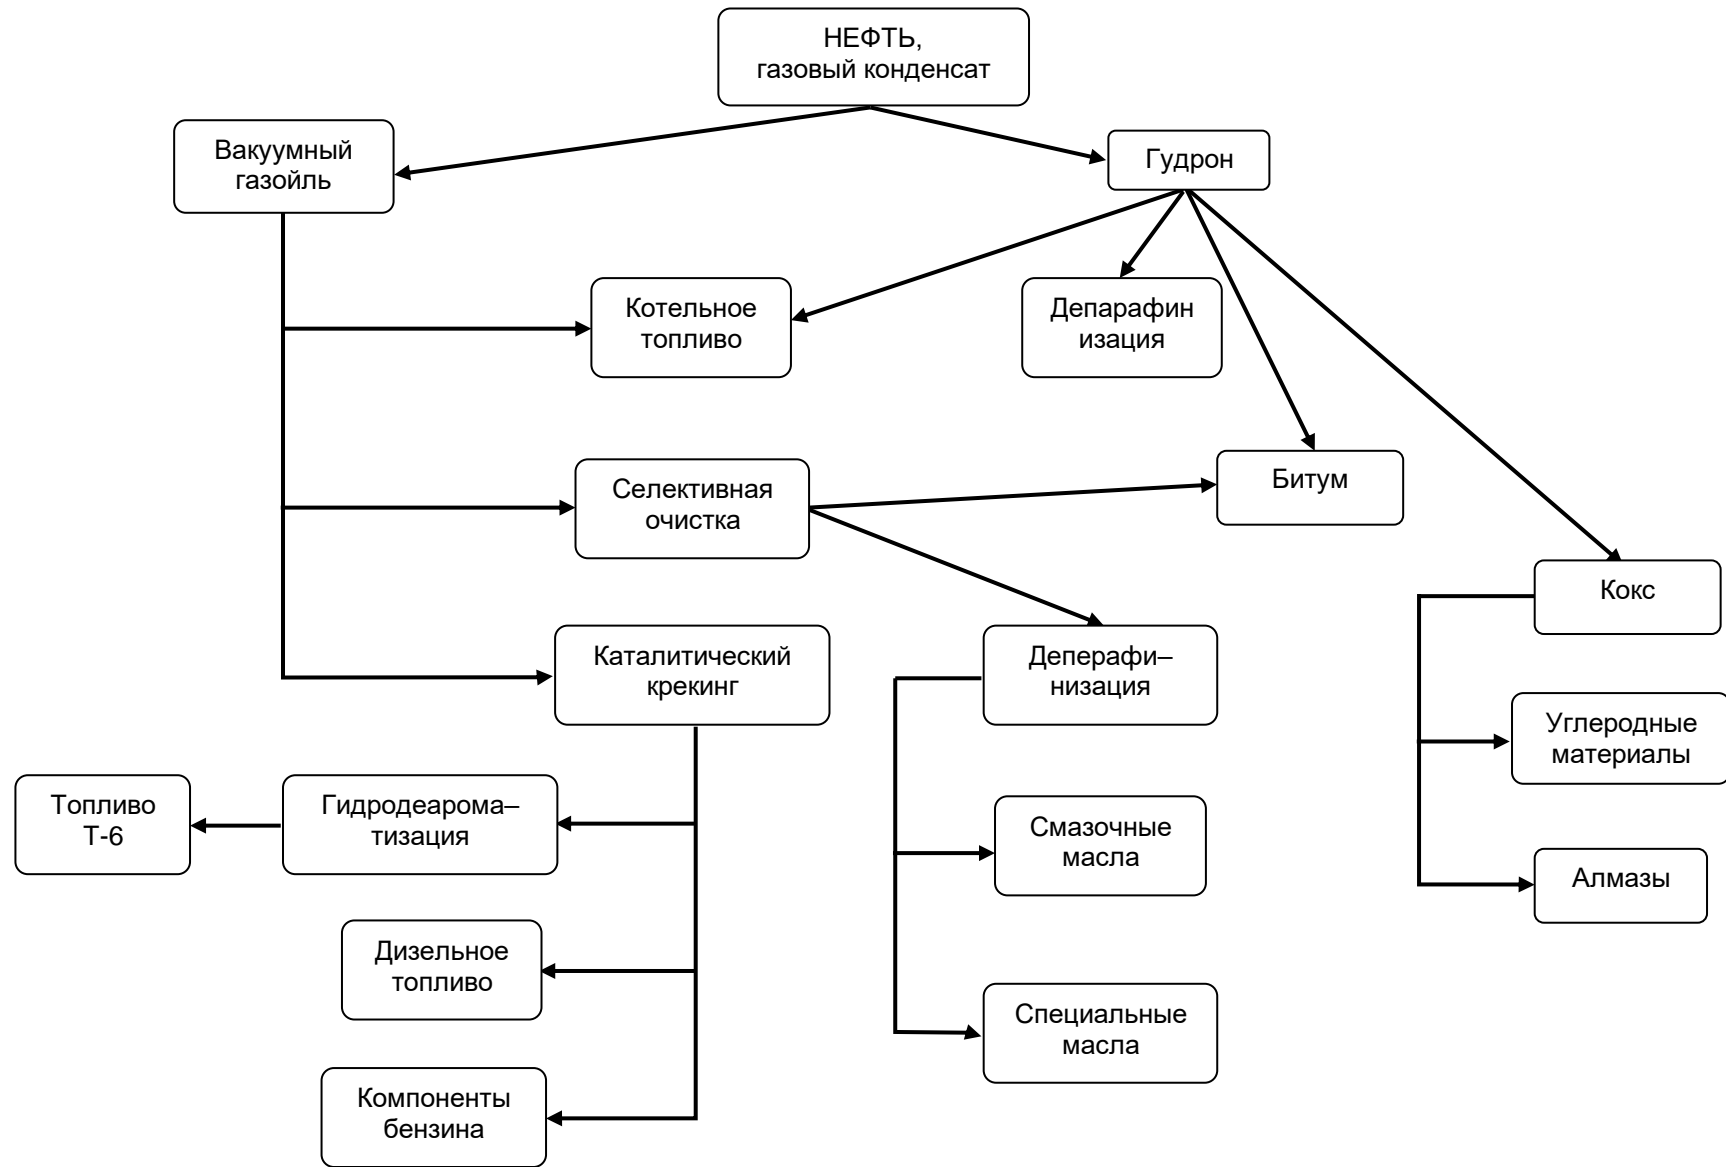 НЕФТЬ,
газовый конденсат
Вакуумный
газойль
Гудрон
Котельное
топливо
Депарафин
изация
Селективная
очистка
Битум
Кокс
Каталитический
крекинг
Деперафи–
низация
Углеродные
материалы
Топливо
Т-6
Гидродеарома–
тизация
Смазочные
масла
Алмазы
Дизельное
топливо
Специальные
масла
Компоненты
бензина